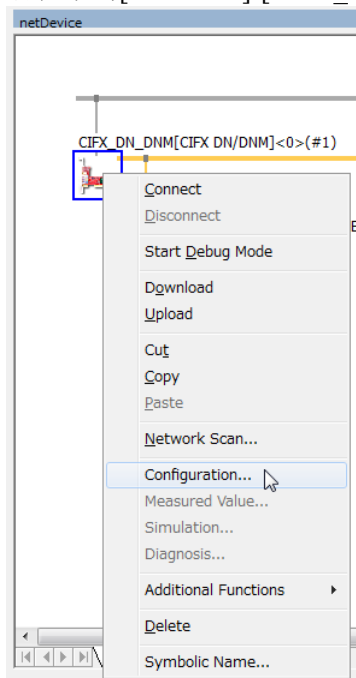 netDevice
CIFX_DN_DNM[CIFX DN/DNM]<0>(#1)
Connect
Disconnect
Start Debug Mode
Download
Upload
Cut
Copy
Paste
Network Scan...
Configuration...
Measured Value...
Simulation...
Diagnosis...
Additional Functions
Delete
Symbolic Name...